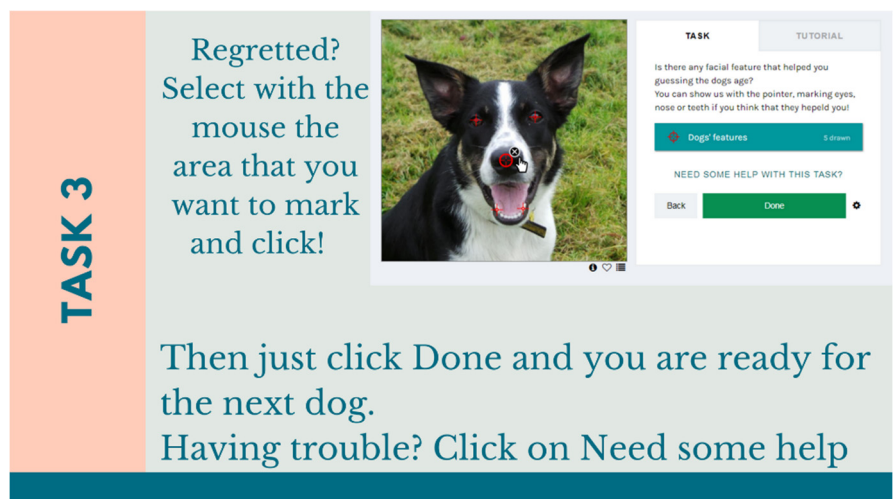 TASK 3
Regretted?
Select with the
mouse the
area that you
want to mark
and click!
TASK
TUTORIAL
Is there any facial feature that helped you
guessing the dogs age?
You can show us with the pointer, marking eyes,
nose or teeth if you think that they hepeld you!
Dogs' features
5 drawn
NEED SOME HELP WITH THIS TASK?
Back
Done
Then just click Done and you are ready for
the next dog.
Having trouble? Click on Need some help